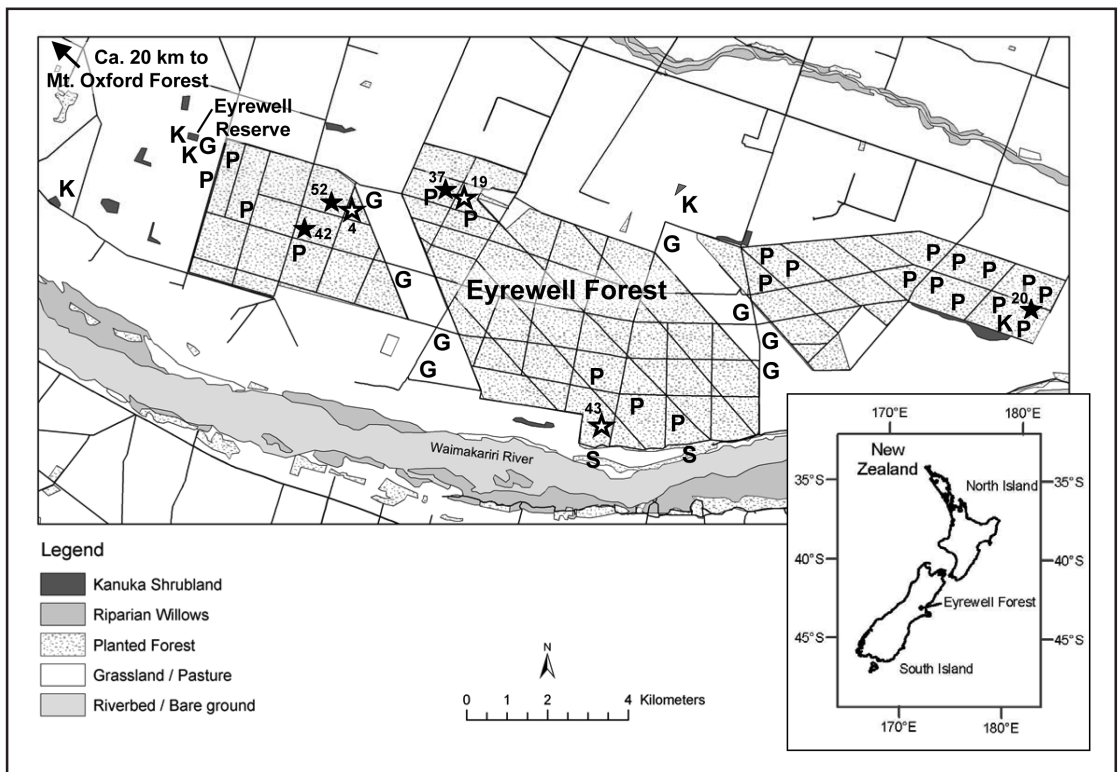 Ca. 20 km to
Mt. Oxford Forest
Eyrewell
Reserve
K
G
K
P
P
K
P
52
4
G
42
P
G
37
19
P
P
K
G
Eyrewell Forest
P
P
P
G
G
G
G
G
P
P
P
P
P
P
P
P
P
P
20
K
P
P
43
P
P
S
S
Waimakariri River
Legend
Kanuka Shrubland
Riparian Willows
Planted Forest
Grassland / Pasture
Riverbed / Bare ground
N
0 2 4 Kilometers
170°E 180°E
New
Zealand
North Island
35°S 35°S
40°S 40°S
Eyrewell Forest
45°S 45°S
South Island
170°E 180°E